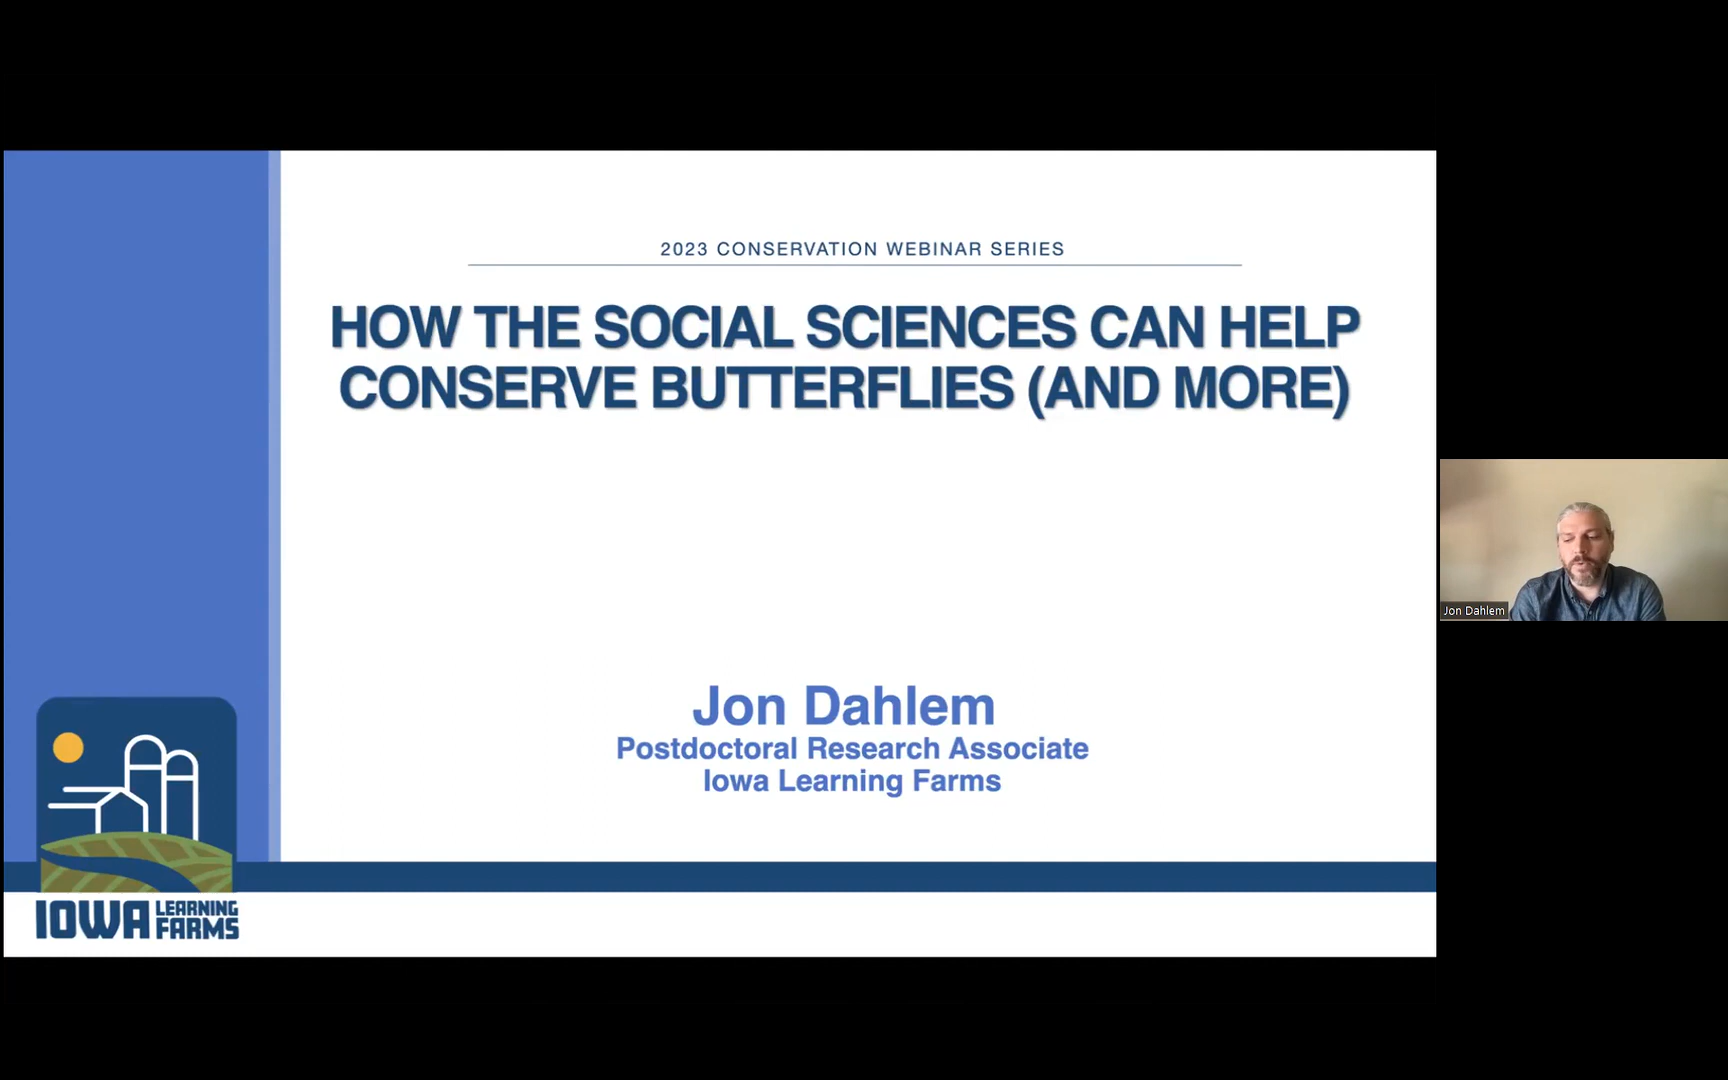 2023 CONSERVATION WEBINAR SERIES
HOW THE SOCIAL SCIENCES CAN HELP
CONSERVE BUTTERFLIES (AND MORE)
Jon Dahlem
Postdoctoral Research Associate
Iowa Learning Farms
IOWA LEARNING
FARMS
Jon Dahlem